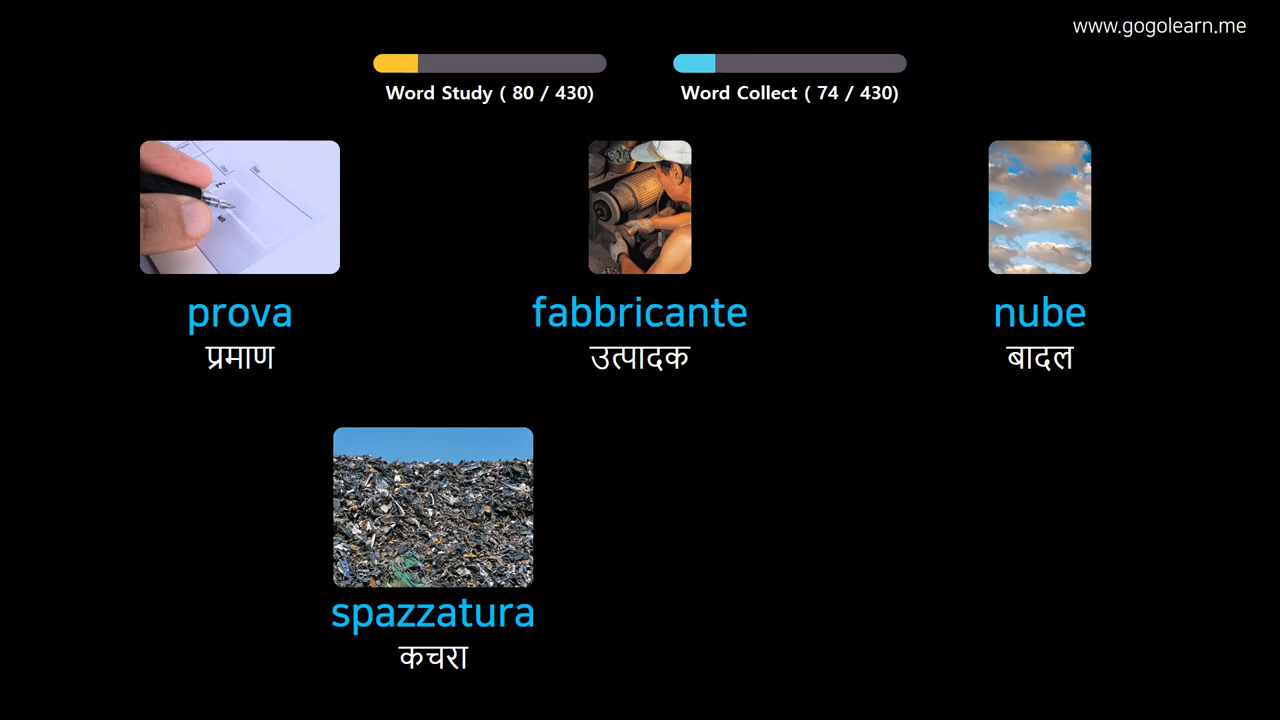 www.gogolearn.me
Word Study ( 80 / 430)
Word Collect ( 74 / 430)
prova
प्रमाण
fabbricante
उत्पादक
nube
बादल
spazzatura
कचरा